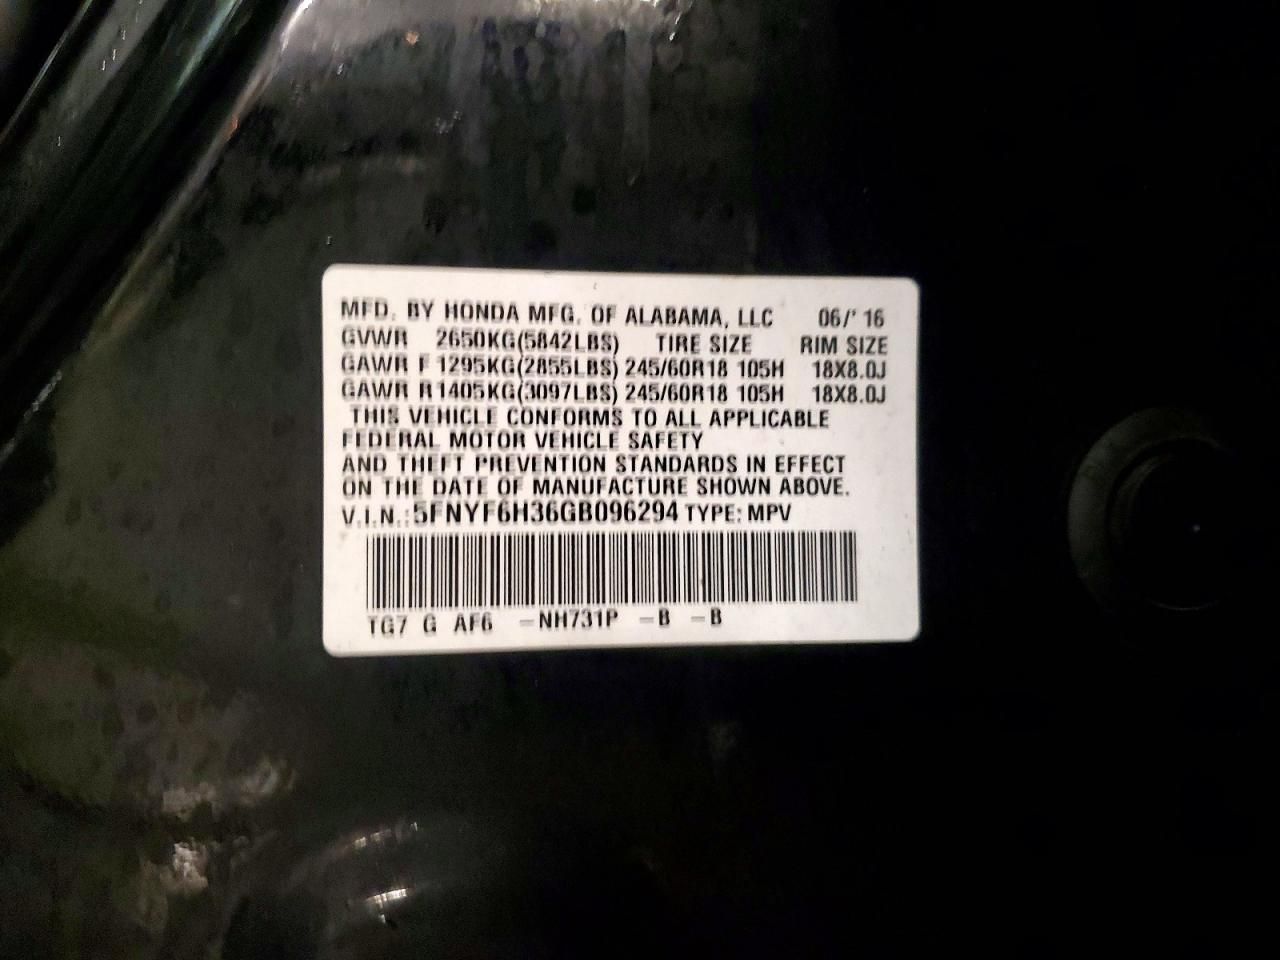 MFD. BY HONDA MFG. OF ALABAMA, LLC 06/' 16
GVWR 2650KG(5842LBS) TIRE SIZE RIM SIZE
GAWR F 1295KG(2855LBS) 245/60R18 105H 18X8.0J
GAWR R 1405KG(3097LBS) 245/60R18 105H 18X8.0J
THIS VEHICLE CONFORMS TO ALL APPLICABLE
FEDERAL MOTOR VEHICLE SAFETY
AND THEFT PREVENTION STANDARDS IN EFFECT
ON THE DATE OF MANUFACTURE SHOWN ABOVE.
V.I.N.: 5FNYF6H36GB096294 TYPE: MPV
TG7 G AF6 -NH731P -B -B